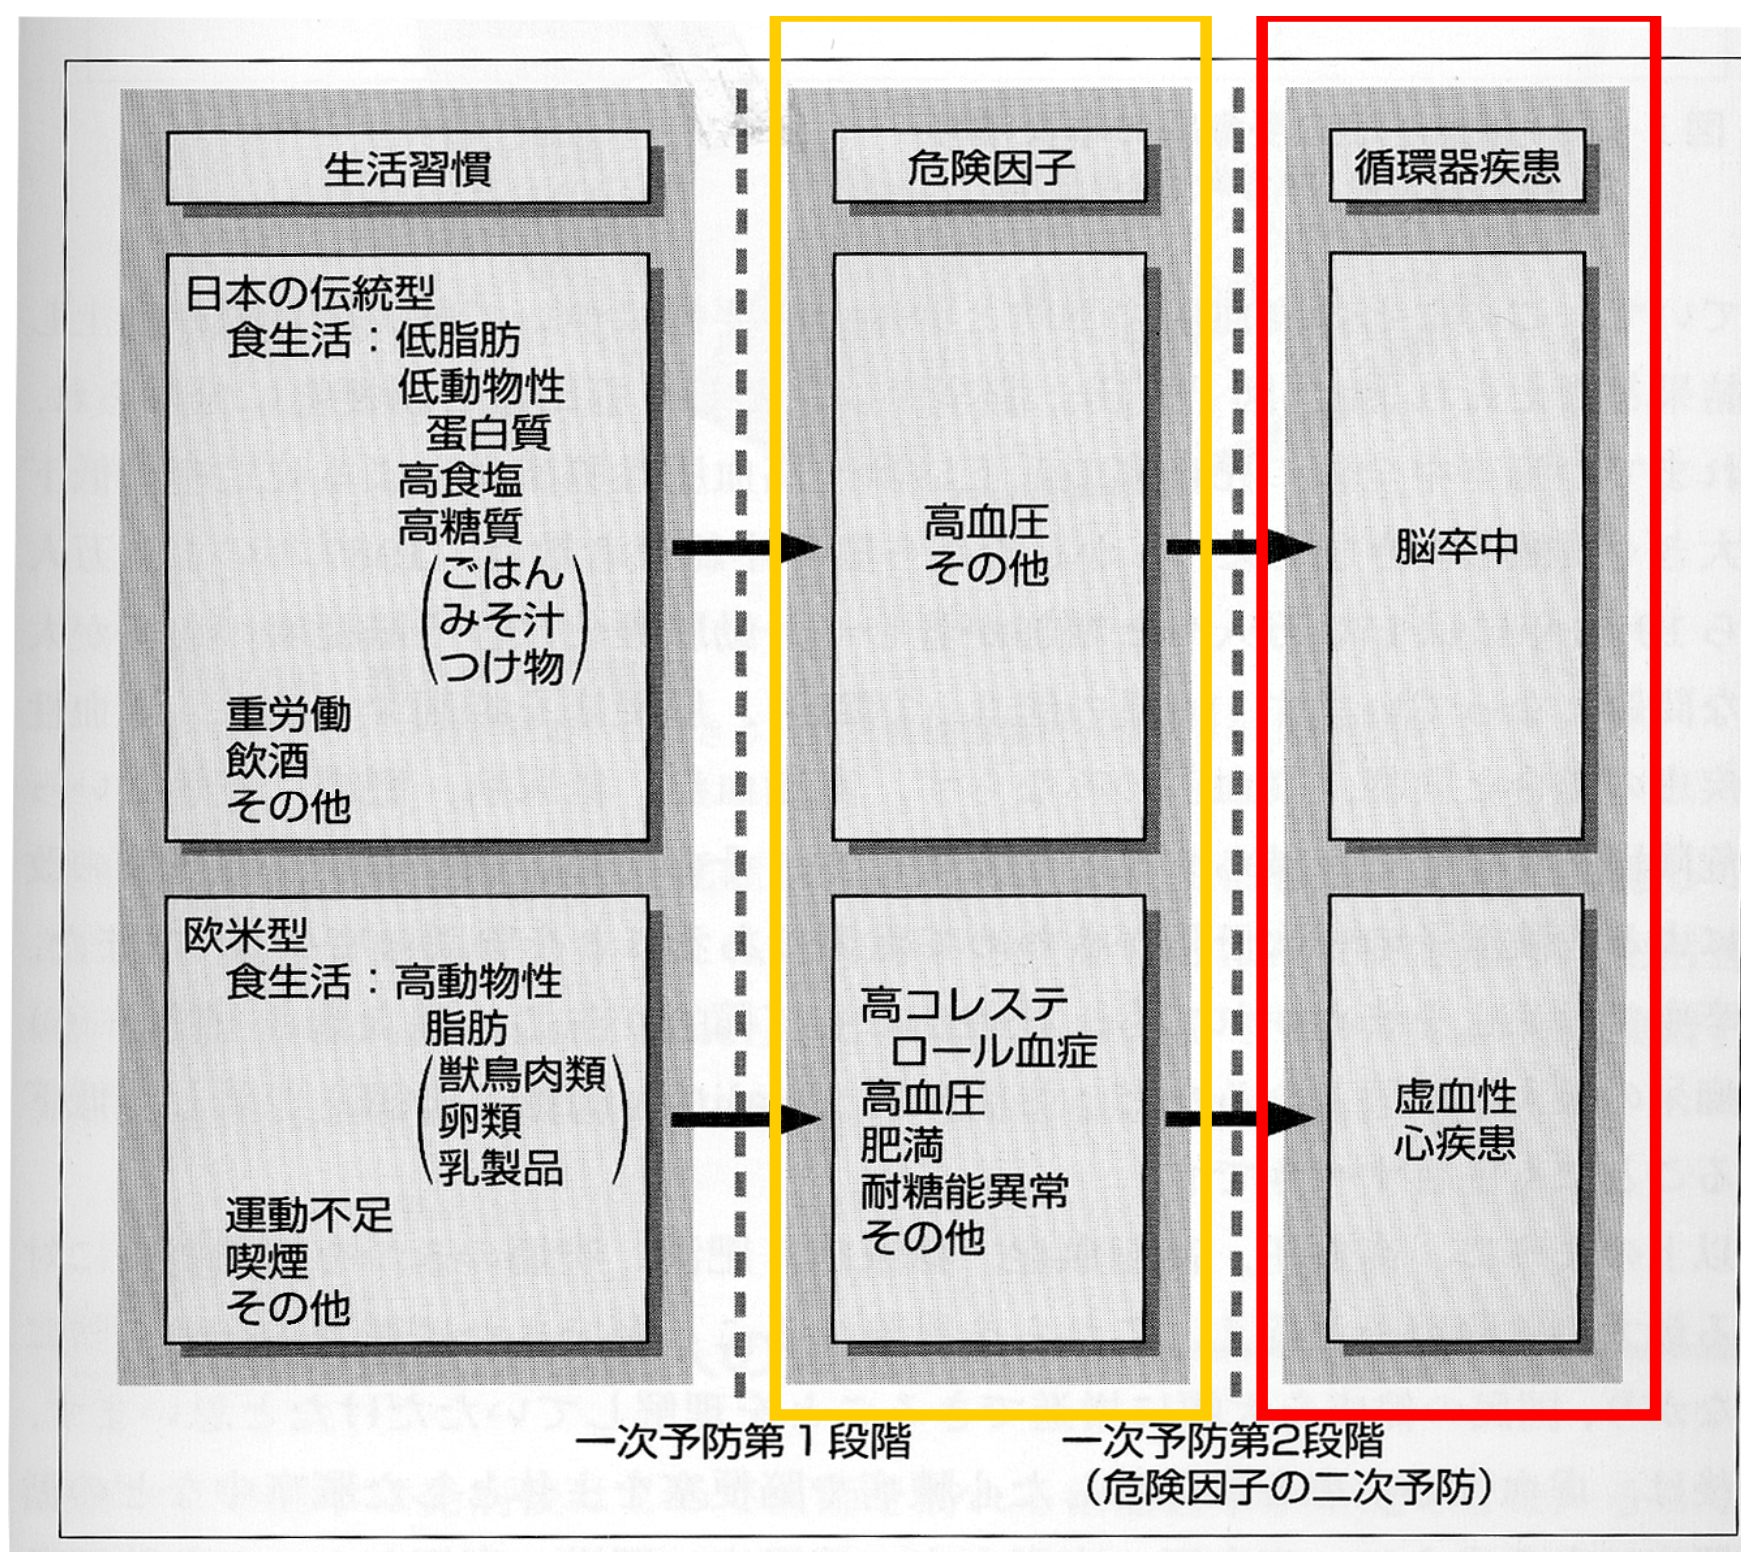 生活習慣
危険因子
循環器疾患
日本の伝統型
食生活：低脂肪
低動物性
蛋白質
高食塩
高糖質
（ごはん
みそ汁
つけ物）
重労働
飲酒
その他
高血圧
その他
脳卒中
欧米型
食生活：高動物性
脂肪
（獣鳥肉類
卵類
乳製品）
運動不足
喫煙
その他
高コレステ
ロール血症
高血圧
肥満
耐糖能異常
その他
虚血性
心疾患
一次予防第1段階
一次予防第2段階
（危険因子の二次予防）